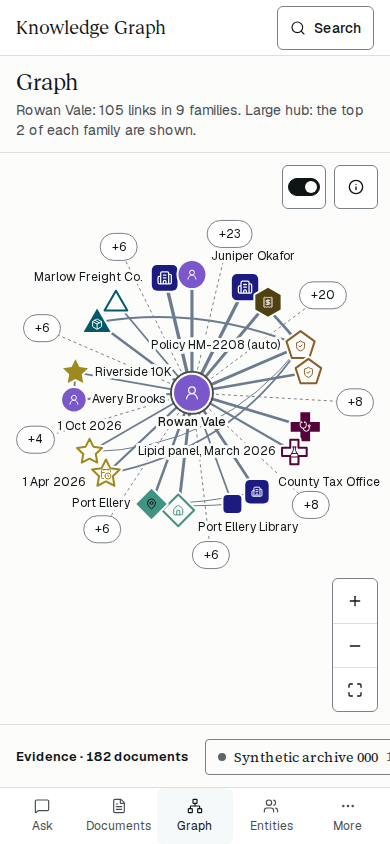 Knowledge Graph
Search
Graph
Rowan Vale: 105 links in 9 families. Large hub: the top
2 of each family are shown.
+23
+6
Juniper Okafor
Marlow Freight Co.
+20
+6
Policy HM-2208 (auto)
Riverside 10K
Avery Brooks
+8
Rowan Vale
1 Oct 2026
+4
Lipid panel, March 2026
1 Apr 2026
County Tax Office
Port Ellery
+8
+6
Port Ellery Library
+6
Evidence · 182 documents
Synthetic archive 000
Ask
Documents
Graph
Entities
More